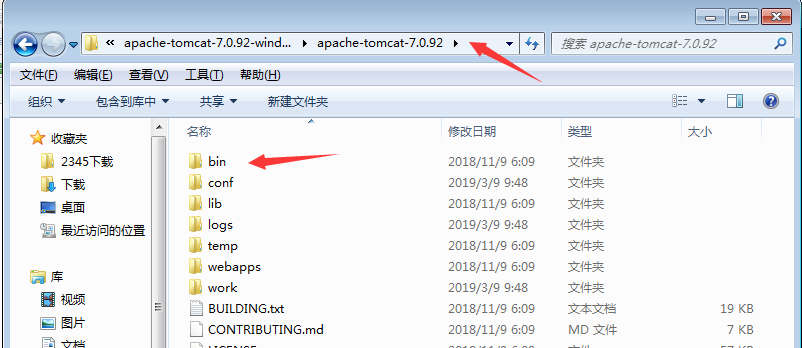 « apache-tomcat-7.0.92-wind... ▸ apache-tomcat-7.0.92 ▸ 搜索 apache-tomcat-7.0.92
文件(F) 编辑(E) 查看(V) 工具(T) 帮助(H)
组织 包含到库中 共享 新建文件夹
名称 修改日期 类型 大小
收藏夹
2345下载
下载
桌面
最近访问的位置
库
视频
图片
文档
bin 2018/11/9 6:09 文件夹
conf 2019/3/9 9:48 文件夹
lib 2018/11/9 6:09 文件夹
logs 2019/3/9 9:48 文件夹
temp 2018/11/9 6:09 文件夹
webapps 2018/11/9 6:09 文件夹
work 2019/3/9 9:48 文件夹
BUILDING.txt 2018/11/9 6:09 文本文档 19 KB
CONTRIBUTING.md 2018/11/9 6:09 MD 文件 7 KB